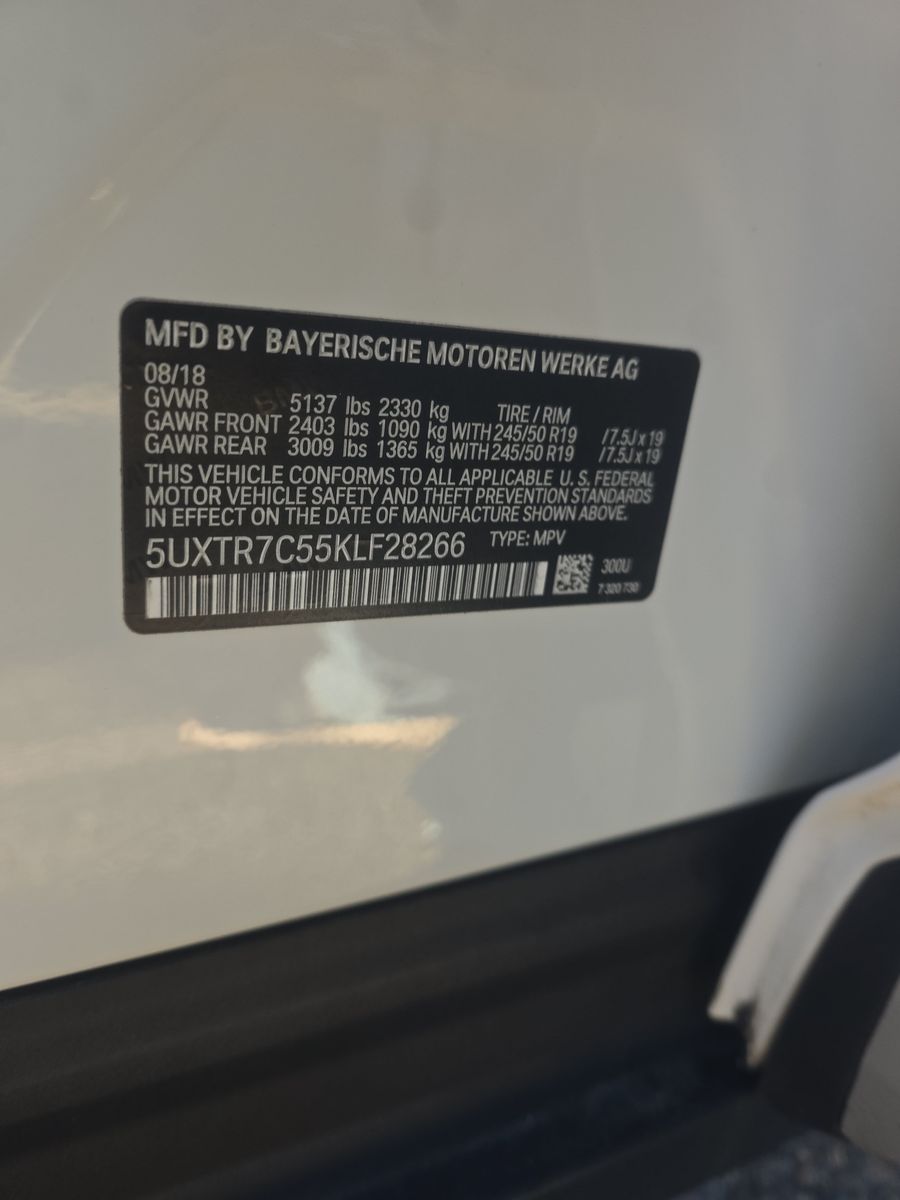 MFD BY BAYERISCHE MOTOREN WERKE AG
08/18
GVWR 5137 lbs 2330 kg TIRE / RIM
GAWR FRONT 2403 lbs 1090 kg WITH 245/50 R19 /7.5J x 19
GAWR REAR 3009 lbs 1365 kg WITH 245/50 R19 /7.5J x 19
THIS VEHICLE CONFORMS TO ALL APPLICABLE U. S. FEDERAL
MOTOR VEHICLE SAFETY AND THEFT PREVENTION STANDARDS
IN EFFECT ON THE DATE OF MANUFACTURE SHOWN ABOVE.
5UXTR7C55KLF28266 TYPE: MPV
300U
7 320 730